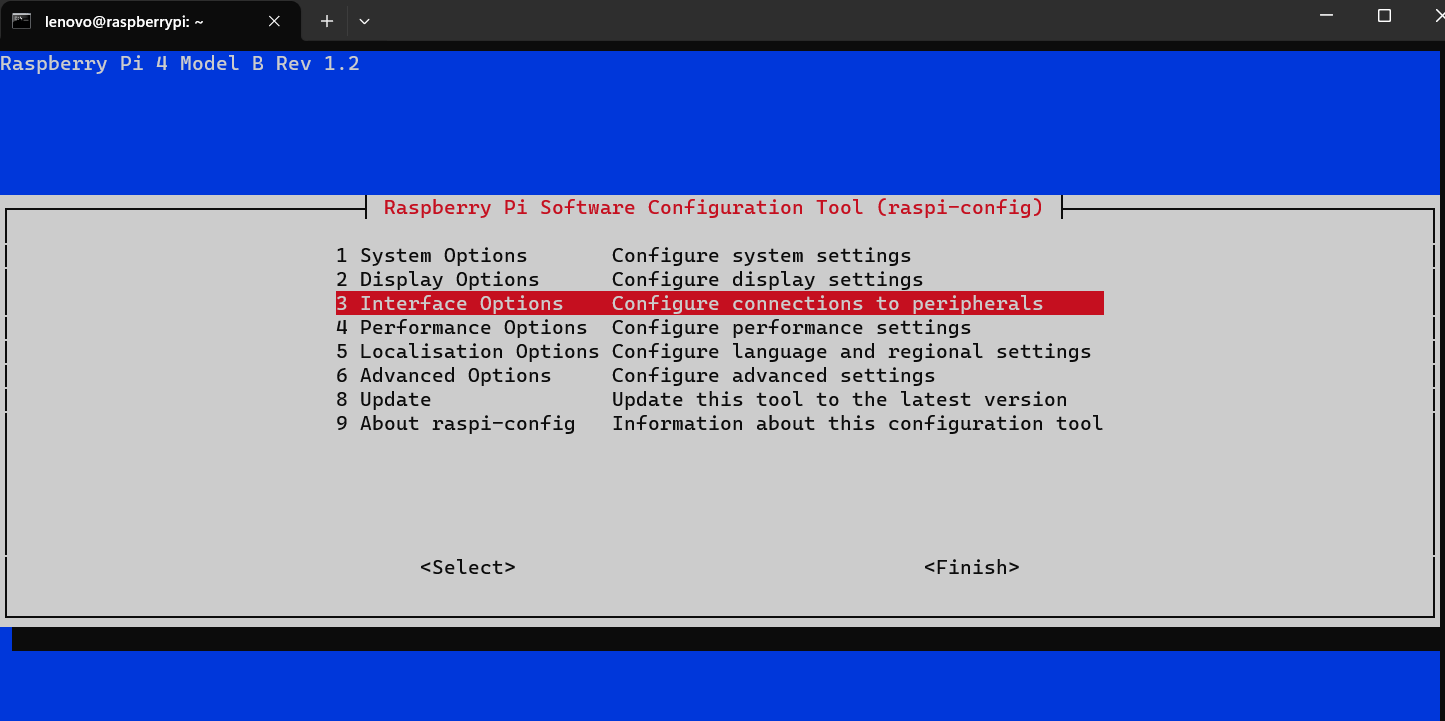 lenovo@raspberrypi: ~
Raspberry Pi 4 Model B Rev 1.2
Raspberry Pi Software Configuration Tool (raspi-config)
1 System Options Configure system settings
2 Display Options Configure display settings
3 Interface Options Configure connections to peripherals
4 Performance Options Configure performance settings
5 Localisation Options Configure language and regional settings
6 Advanced Options Configure advanced settings
8 Update Update this tool to the latest version
9 About raspi-config Information about this configuration tool
<Select> <Finish>